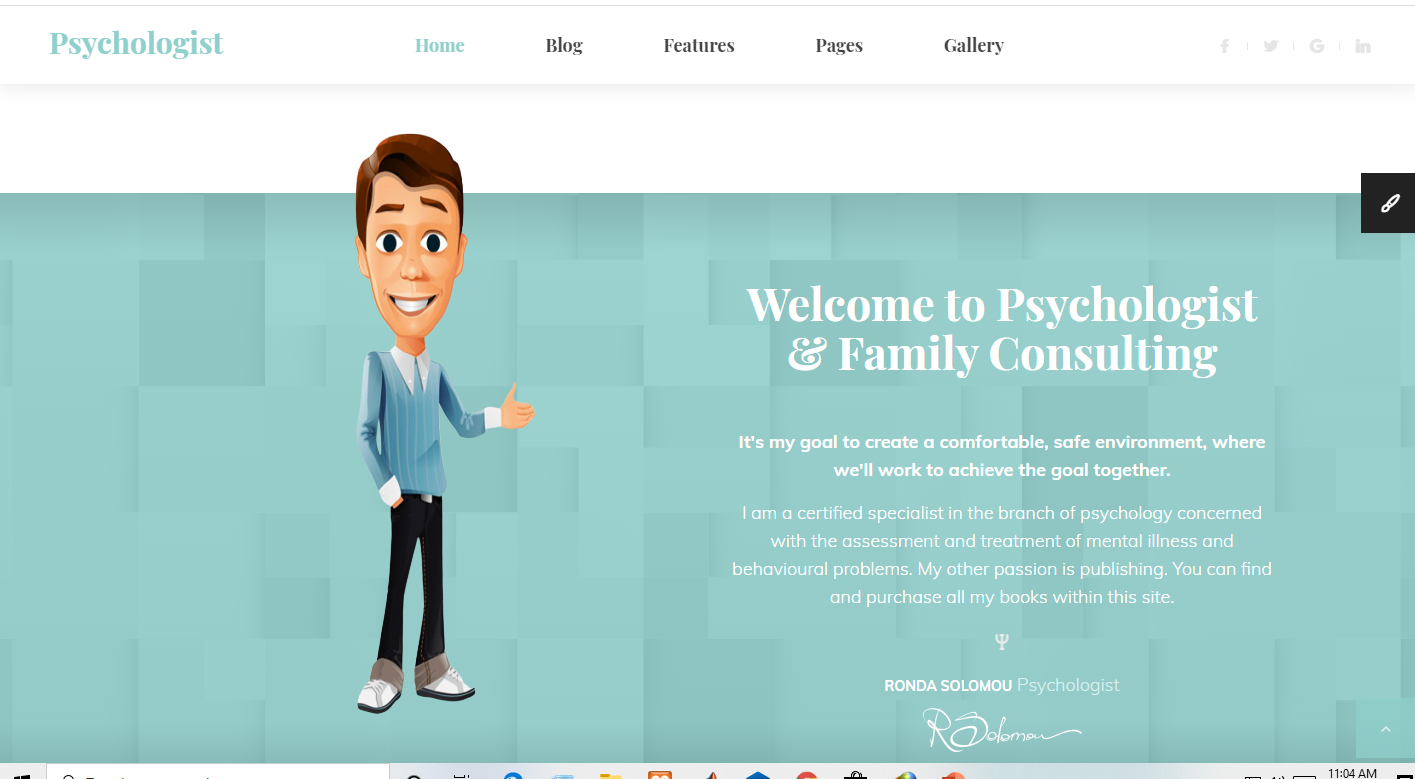 Psychologist
Home Blog Features Pages Gallery
Welcome to Psychologist
& Family Consulting
It's my goal to create a comfortable, safe environment, where
we'll work to achieve the goal together.
I am a certified specialist in the branch of psychology concerned
with the assessment and treatment of mental illness and
behavioural problems. My other passion is publishing. You can find
and purchase all my books within this site.
Ψ
RONDA SOLOMOU Psychologist
RSolomou
11:04 AM